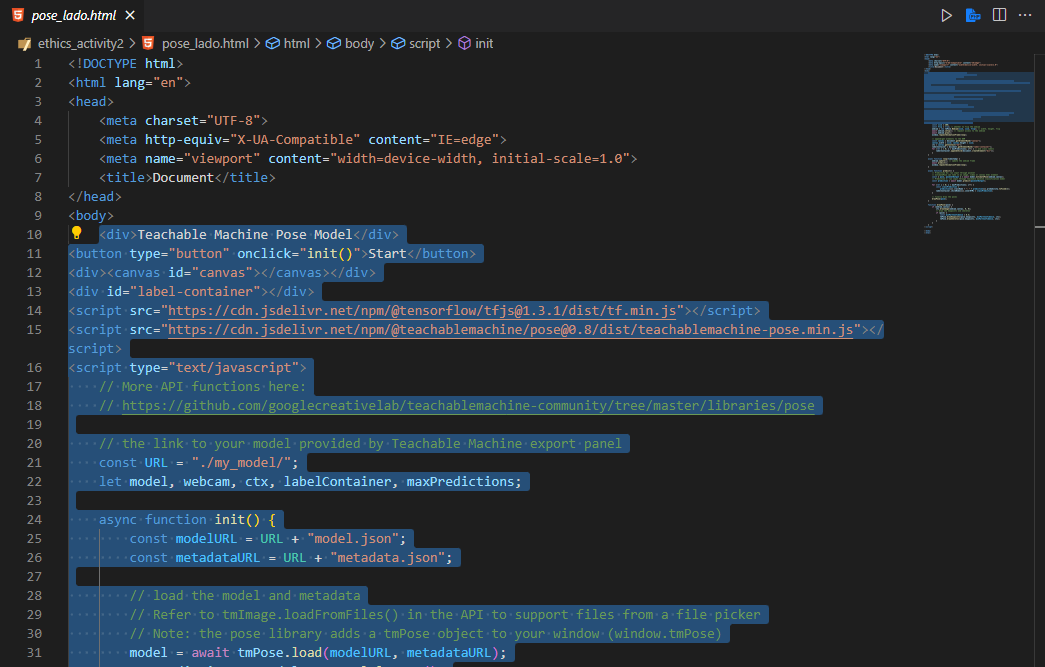 pose_lado.html
ethics_activity2 > pose_lado.html > html > body > script > init
1 <!DOCTYPE html>
2 <html lang="en">
3 <head>
4 <meta charset="UTF-8">
5 <meta http-equiv="X-UA-Compatible" content="IE=edge">
6 <meta name="viewport" content="width=device-width, initial-scale=1.0">
7 <title>Document</title>
8 </head>
9 <body>
10 <div>Teachable Machine Pose Model</div>
11 <button type="button" onclick="init()">Start</button>
12 <div><canvas id="canvas"></canvas></div>
13 <div id="label-container"></div>
14 <script src="https://cdn.jsdelivr.net/npm/@tensorflow/tfjs@1.3.1/dist/tf.min.js"></script>
15 <script src="https://cdn.jsdelivr.net/npm/@teachablemachine/pose@0.8/dist/teachablemachine-pose.min.js"></
script>
16 <script type="text/javascript">
17 // More API functions here:
18 // https://github.com/googlecreativelab/teachablemachine-community/tree/master/libraries/pose
19
20 // the link to your model provided by Teachable Machine export panel
21 const URL = "./my_model/";
22 let model, webcam, ctx, labelContainer, maxPredictions;
23
24 async function init() {
25 const modelURL = URL + "model.json";
26 const metadataURL = URL + "metadata.json";
27
28 // load the model and metadata
29 // Refer to tmImage.loadFromFiles() in the API to support files from a file picker
30 // Note: the pose library adds a tmPose object to your window (window.tmPose)
31 model = await tmPose.load(modelURL, metadataURL);